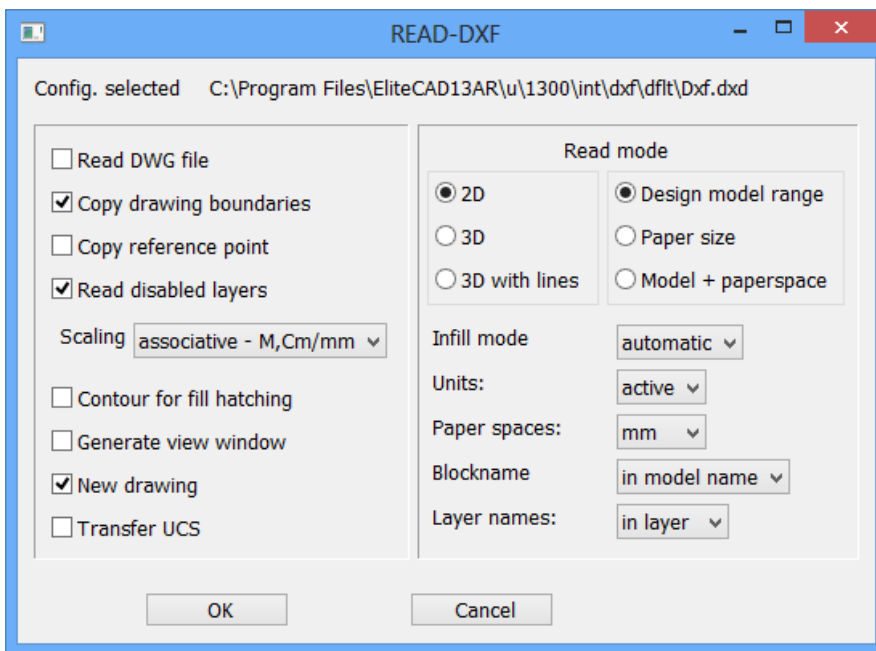 READ-DXF
Config. selected C:\Program Files\EliteCAD13AR\u\1300\int\dxf\dflt\Dxf.dxd
Read DWG file
Copy drawing boundaries
Copy reference point
Read disabled layers
Scaling associative - M,Cm/mm
Contour for fill hatching
Generate view window
New drawing
Transfer UCS
Read mode
2D
3D
3D with lines
Design model range
Paper size
Model + paperspace
Infill mode automatic
Units: active
Paper spaces: mm
Blockname in model name
Layer names: in layer
OK Cancel